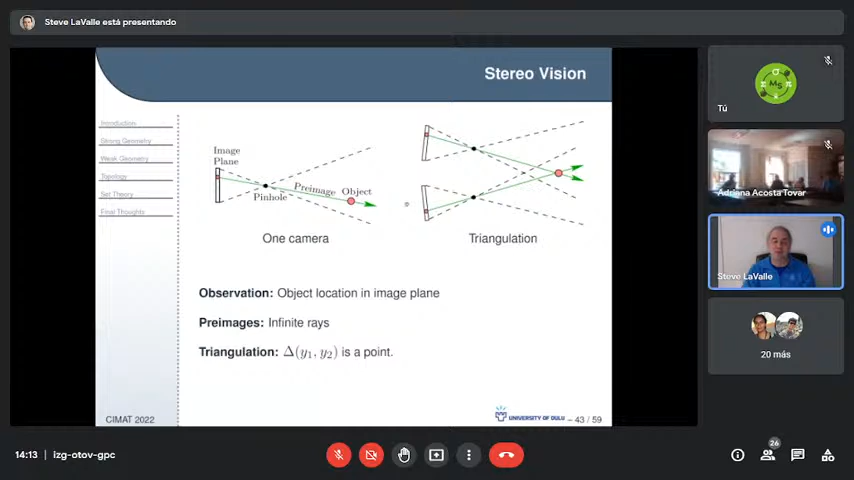 Steve LaValle está presentando
Stereo Vision
Introduction
Strong Geometry
Weak Geometry
Topology
Set Theory
Final Thoughts
Image
Plane
Pinhole
Preimage
Object
One camera
Triangulation
Observation: Object location in image plane
Preimages: Infinite rays
Triangulation: Δ(y₁, y₂) is a point.
CIMAT 2022
UNIVERSITY OF OULU – 43 / 59
MS
Tú
Adriana Acosta Tovar
Steve LaValle
20 más
14:13 | izg-otov-gpc
26